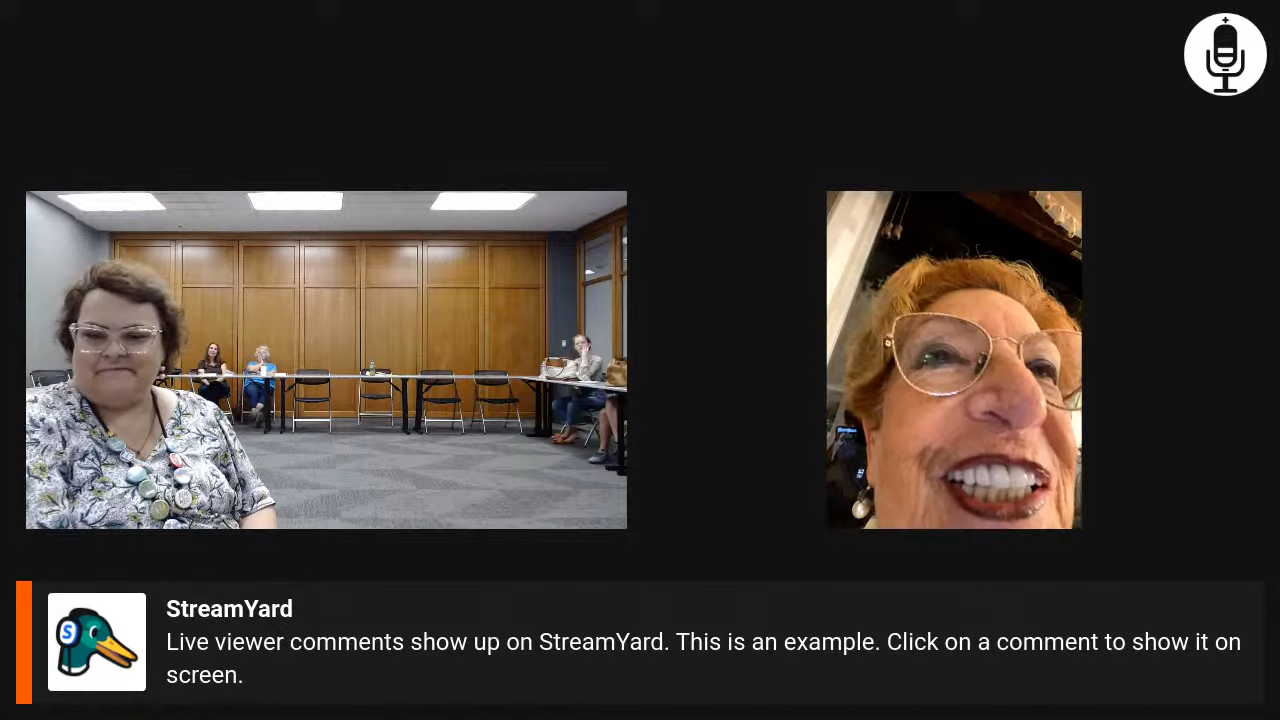 StreamYard
Live viewer comments show up on StreamYard. This is an example. Click on a comment to show it on
screen.
S